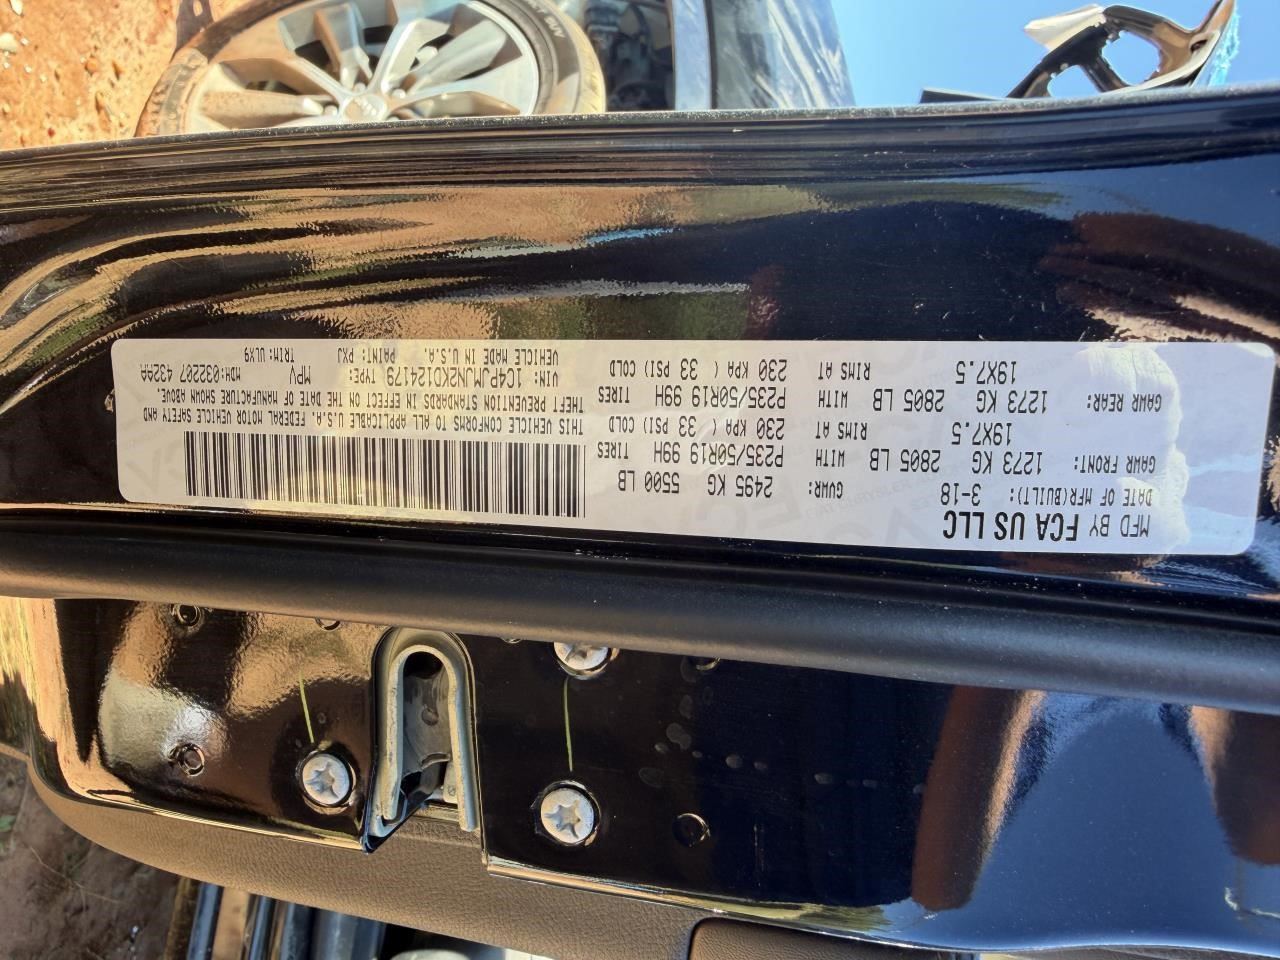 MFD BY FCA US LLC
DATE OF MFR(BUILT): 3-18
GVWR: 2495 KG 5500 LB
GAWR FRONT: 1273 KG 2805 LB WITH P235/50R19 99H TIRES
19X7.5 RIMS AT 230 KPA ( 33 PSI) COLD
GAWR REAR: 1273 KG 2805 LB WITH P235/50R19 99H TIRES
19X7.5 RIMS AT 230 KPA ( 33 PSI) COLD
THIS VEHICLE CONFORMS TO ALL APPLICABLE FEDERAL MOTOR VEHICLE SAFETY AND
THEFT PREVENTION STANDARDS IN EFFECT ON THE DATE OF MANUFACTURE SHOWN ABOVE.
VIN: 1C4PJMJN2KD124179 TYPE: MPV MDH:032207 432AA
VEHICLE MADE IN U.S.A. PAINT: PXJ TRIM:ULX9